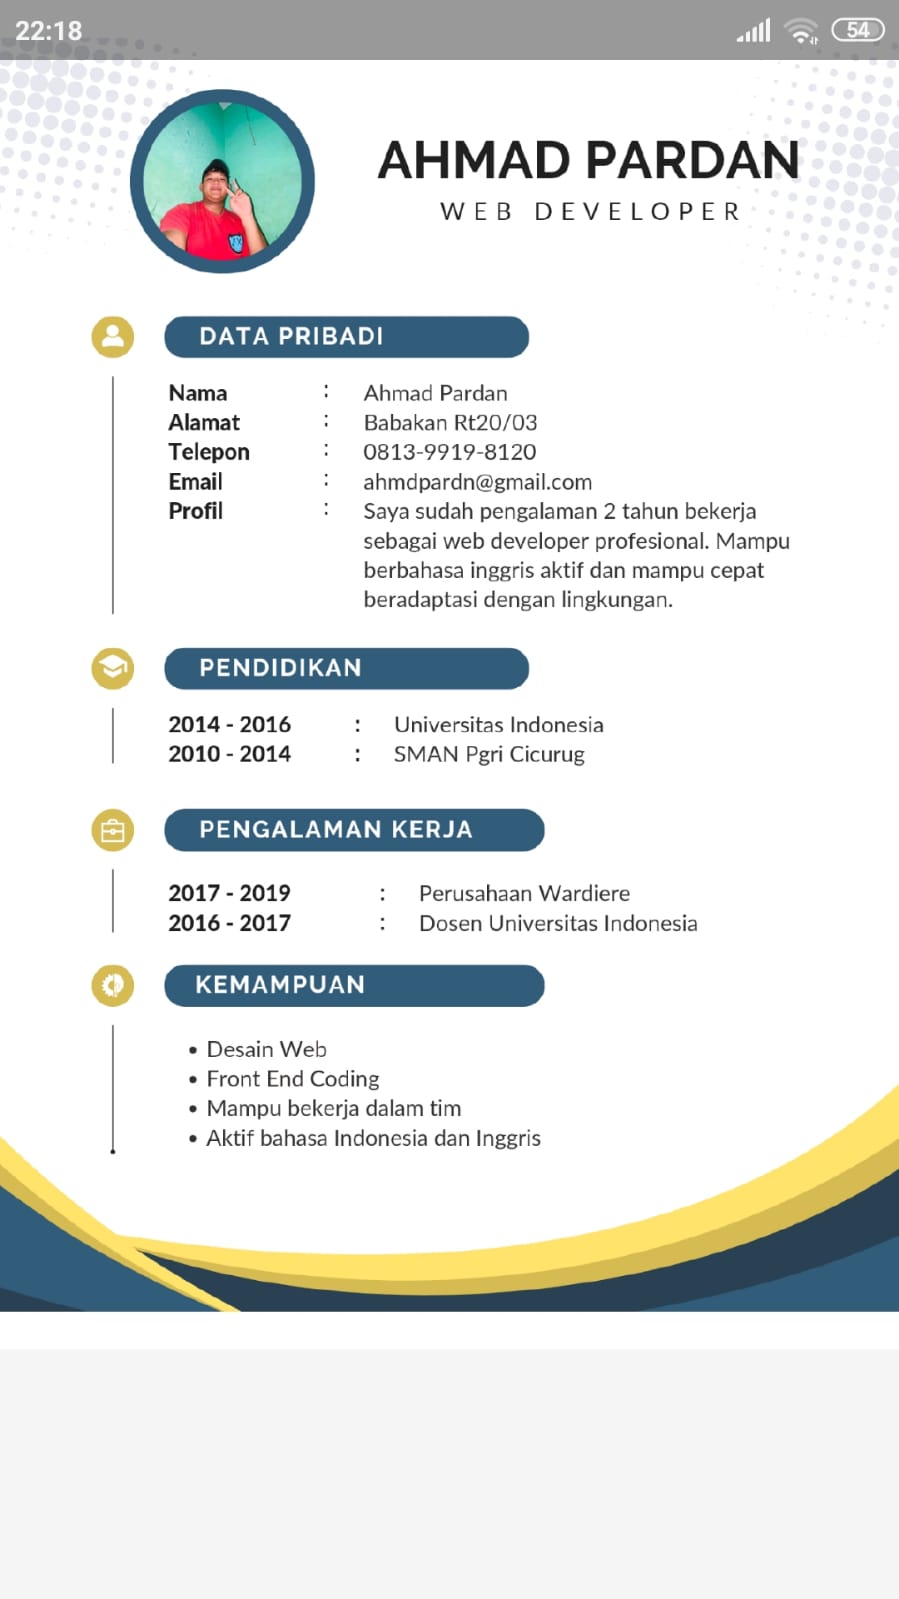 22:18
54
AHMAD PARDAN
WEB DEVELOPER
DATA PRIBADI
Nama : Ahmad Pardan
Alamat : Babakan Rt20/03
Telepon : 0813-9919-8120
Email : ahmdpardn@gmail.com
Profil : Saya sudah pengalaman 2 tahun bekerja
sebagai web developer profesional. Mampu
berbahasa inggris aktif dan mampu cepat
beradaptasi dengan lingkungan.
PENDIDIKAN
2014 - 2016 : Universitas Indonesia
2010 - 2014 : SMAN Pgri Cicurug
PENGALAMAN KERJA
2017 - 2019 : Perusahaan Wardiere
2016 - 2017 : Dosen Universitas Indonesia
KEMAMPUAN
• Desain Web
• Front End Coding
• Mampu bekerja dalam tim
• Aktif bahasa Indonesia dan Inggris